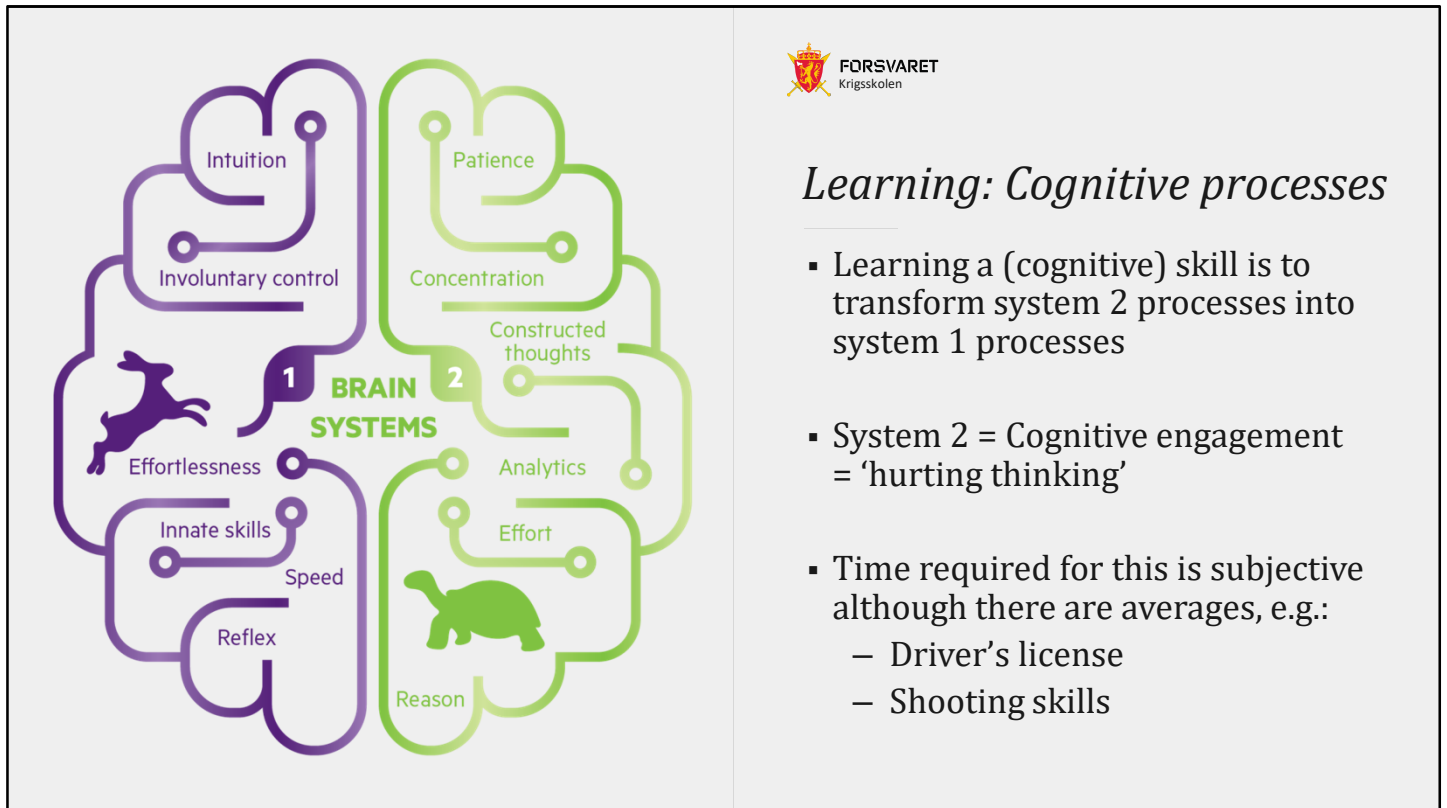 Intuition
Involuntary control
1
Effortlessness
Innate skills
Speed
Reflex
BRAIN
SYSTEMS
2
Patience
Concentration
Constructed
thoughts
Analytics
Effort
Reason
FORSVARET
Krigsskolen
Learning: Cognitive processes
▪ Learning a (cognitive) skill is to
transform system 2 processes into
system 1 processes
▪ System 2 = Cognitive engagement
= ‘hurting thinking’
▪ Time required for this is subjective
although there are averages, e.g.:
– Driver’s license
– Shooting skills